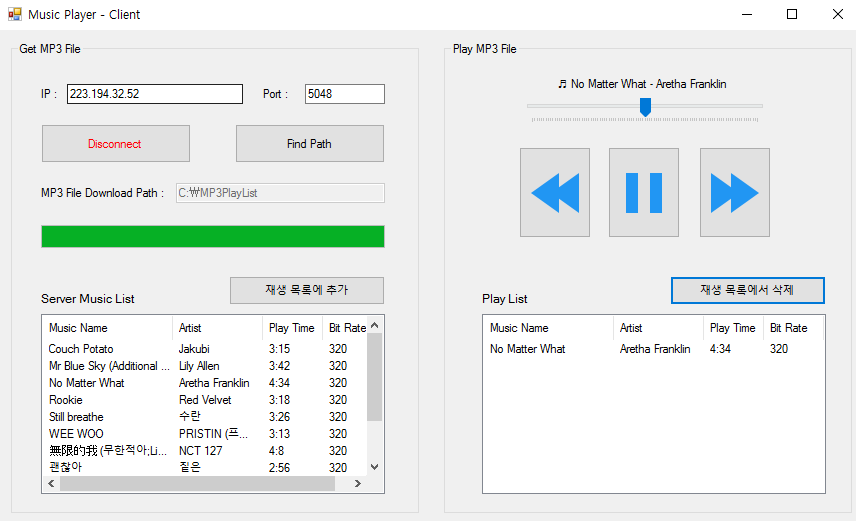 Music Player - Client
Get MP3 File
IP : 223.194.32.52 Port : 5048
Disconnect Find Path
MP3 File Download Path : C:₩MP3PlayList
재생 목록에 추가
Server Music List
Music Name Artist Play Time Bit Rate
Couch Potato Jakubi 3:15 320
Mr Blue Sky (Additional ... Lily Allen 3:42 320
No Matter What Aretha Franklin 4:34 320
Rookie Red Velvet 3:18 320
Still breathe 수란 3:26 320
WEE WOO PRISTIN (프... 3:13 320
無限的我 (무한적아;Li... NCT 127 4:8 320
괜찮아 짙은 2:56 320
Play MP3 File
♬ No Matter What - Aretha Franklin
재생 목록에서 삭제
Play List
Music Name Artist Play Time Bit Rate
No Matter What Aretha Franklin 4:34 320